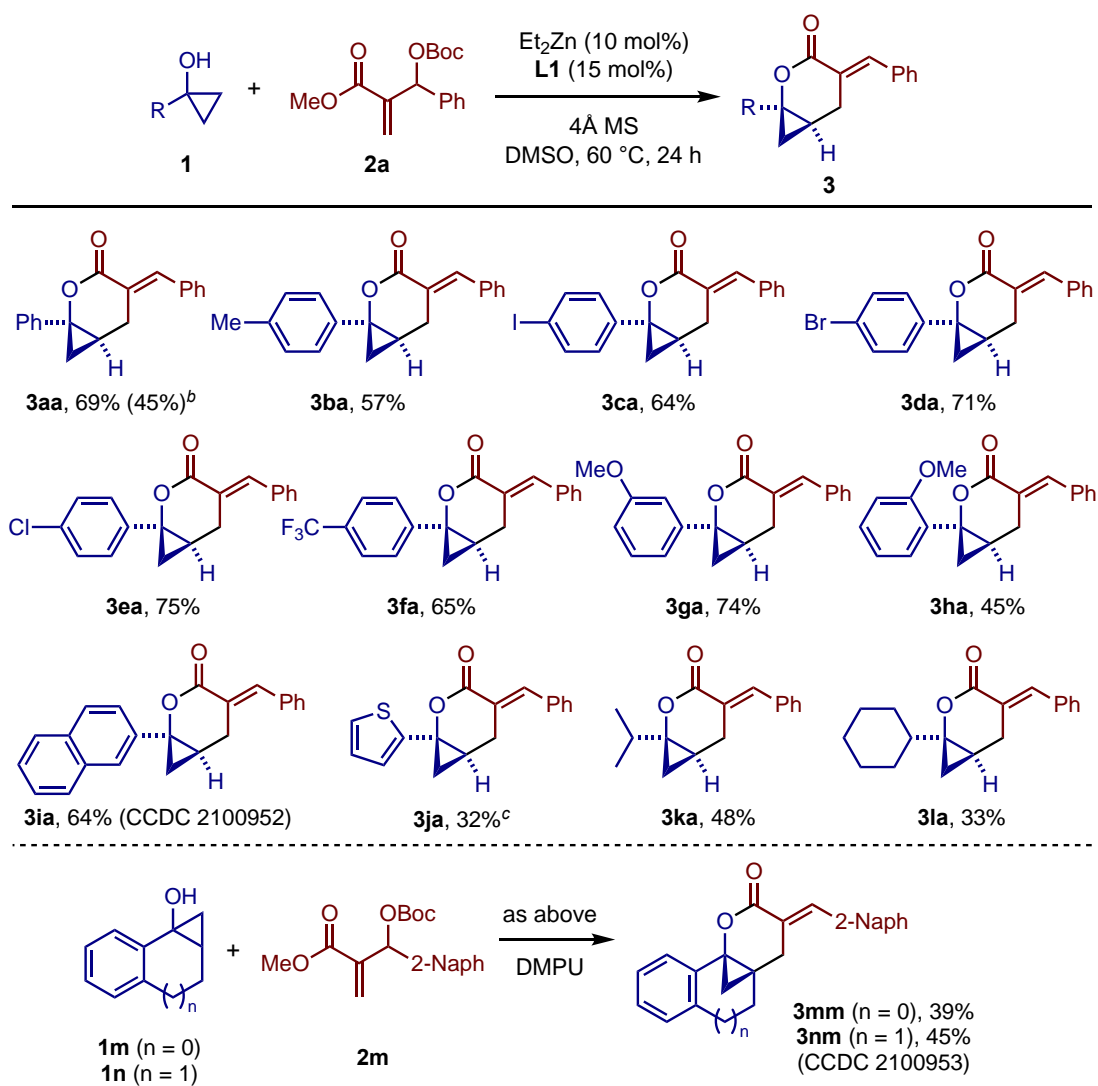 OH
R
1
+
O
MeO
OBoc
Ph
2a
Et2Zn (10 mol%)
L1 (15 mol%)
4Å MS
DMSO, 60 °C, 24 h
O
O
Ph
R
H
3
O
O
Ph
Ph
H
3aa, 69% (45%)b
O
O
Ph
Me
H
3ba, 57%
O
O
Ph
I
H
3ca, 64%
O
O
Ph
Br
H
3da, 71%
O
O
Ph
Cl
H
3ea, 75%
O
O
Ph
F3C
H
3fa, 65%
MeO
O
O
Ph
H
3ga, 74%
OMe
O
O
Ph
H
3ha, 45%
O
O
Ph
H
3ia, 64% (CCDC 2100952)
O
O
Ph
S
H
3ja, 32%c
O
O
Ph
H
3ka, 48%
O
O
Ph
H
3la, 33%
OH
( )n
1m (n = 0)
1n (n = 1)
+
O
MeO
OBoc
2-Naph
2m
as above
DMPU
O
O
2-Naph
( )n
3mm (n = 0), 39%
3nm (n = 1), 45%
(CCDC 2100953)